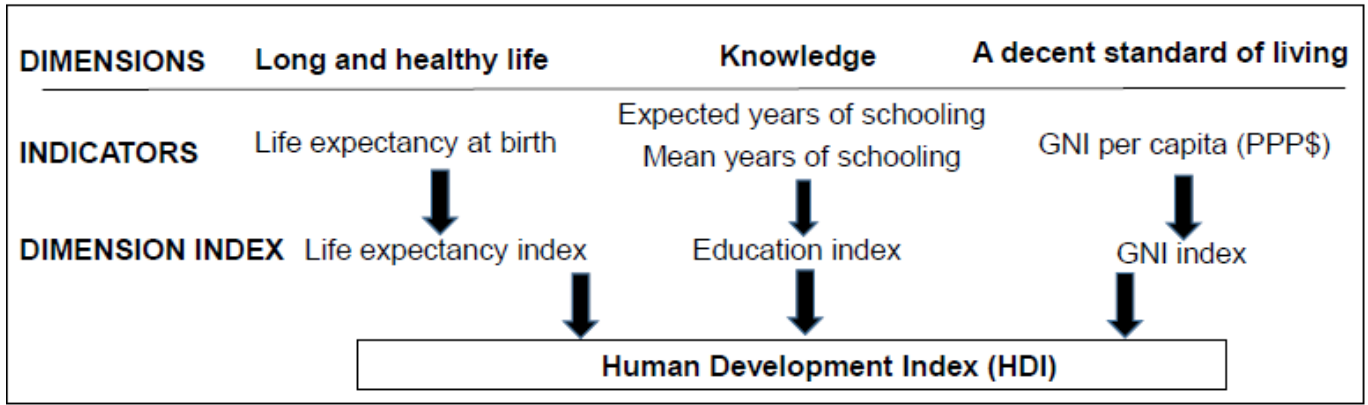 DIMENSIONS Long and healthy life Knowledge A decent standard of living
Expected years of schooling
INDICATORS Life expectancy at birth Mean years of schooling GNI per capita (PPP$)
DIMENSION INDEX Life expectancy index Education index GNI index
Human Development Index (HDI)